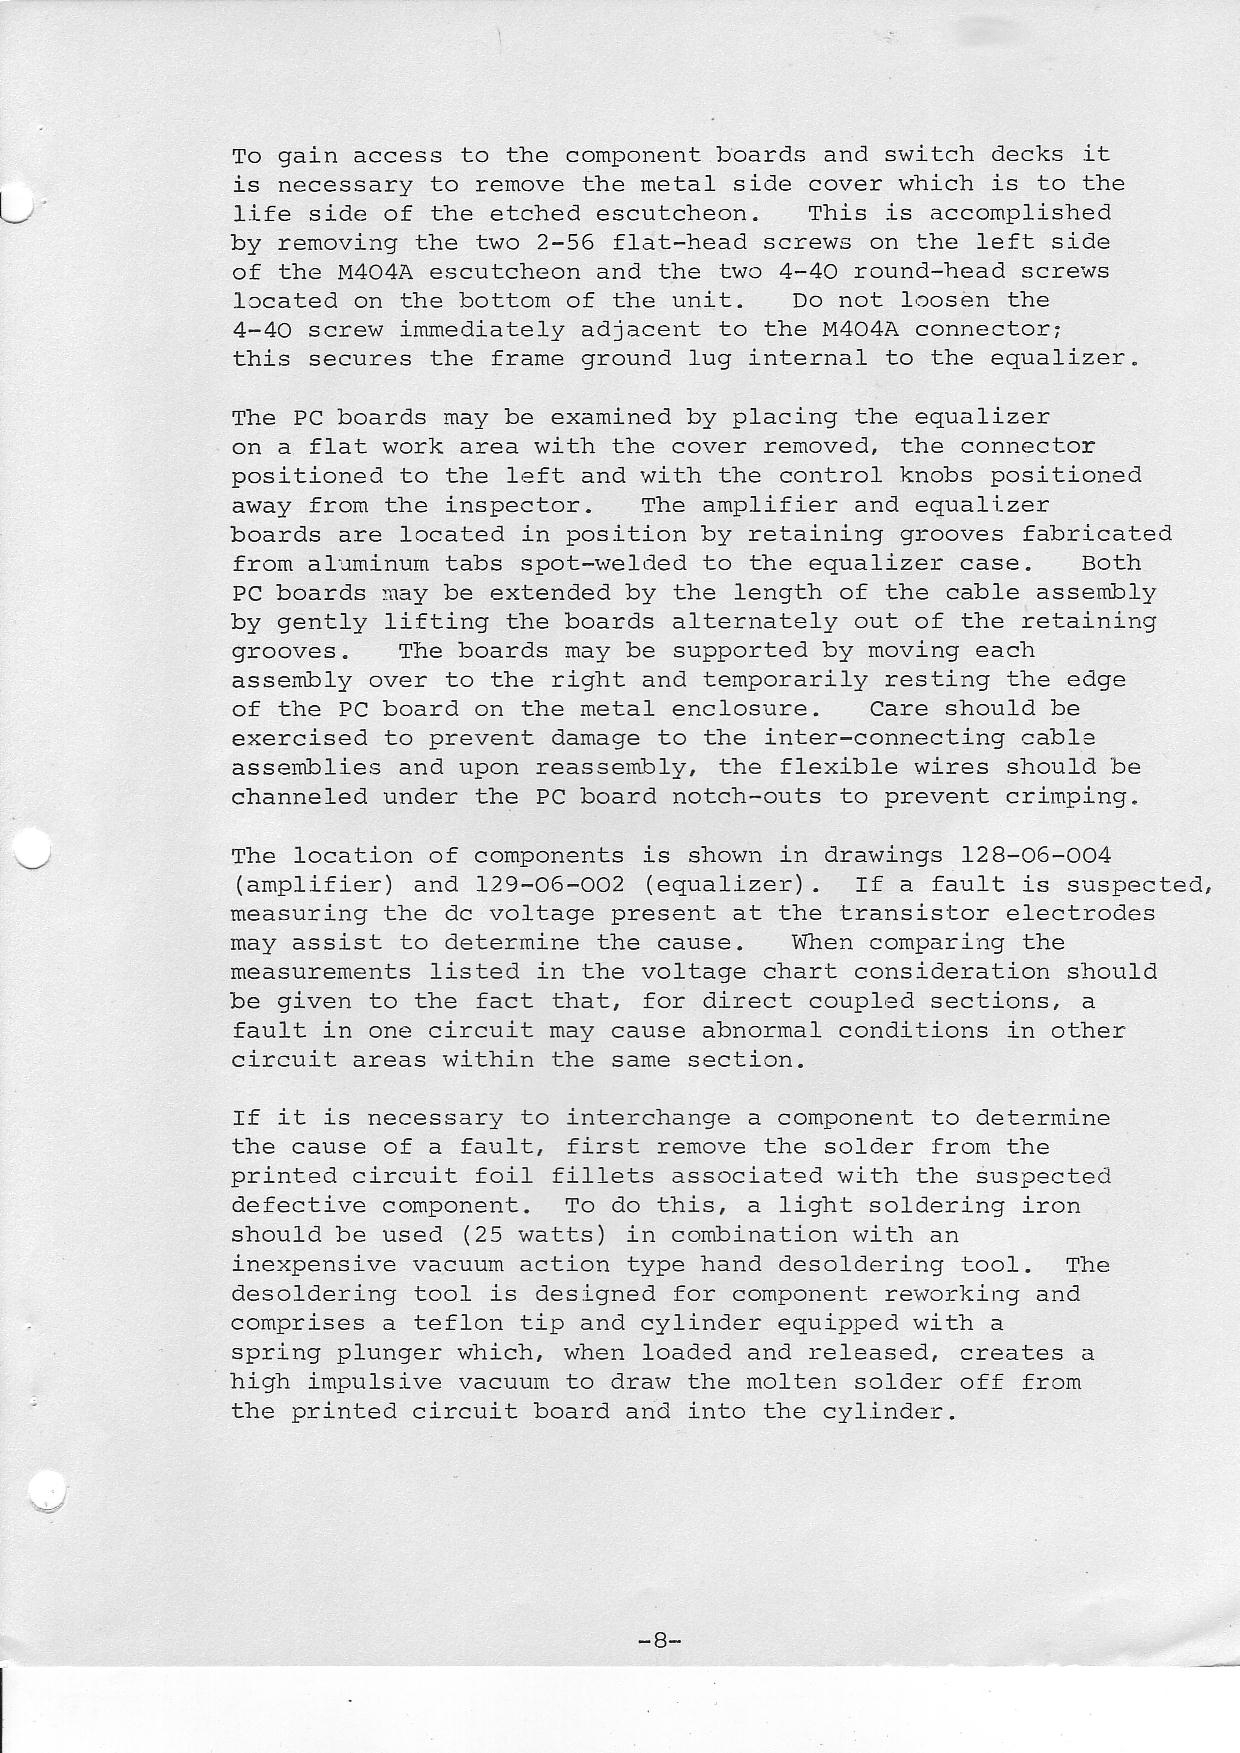 To gain access to the component boards and switch decks it
is necessary to remove the metal side cover which is to the
life side of the etched escutcheon. This is accomplished
by removing the two 2-56 flat-head screws on the left side
of the M404A escutcheon and the two 4-40 round-head screws
located on the bottom of the unit. Do not loosen the
4-40 screw immediately adjacent to the M404A connector;
this secures the frame ground lug internal to the equalizer.

The PC boards may be examined by placing the equalizer
on a flat work area with the cover removed, the connector
positioned to the left and with the control knobs positioned
away from the inspector. The amplifier and equalizer
boards are located in position by retaining grooves fabricated
from aluminum tabs spot-welded to the equalizer case. Both
PC boards may be extended by the length of the cable assembly
by gently lifting the boards alternately out of the retaining
grooves. The boards may be supported by moving each
assembly over to the right and temporarily resting the edge
of the PC board on the metal enclosure. Care should be
exercised to prevent damage to the inter-connecting cable
assemblies and upon reassembly, the flexible wires should be
channeled under the PC board notch-outs to prevent crimping.

The location of components is shown in drawings 128-06-004
(amplifier) and 129-06-002 (equalizer). If a fault is suspected,
measuring the dc voltage present at the transistor electrodes
may assist to determine the cause. When comparing the
measurements listed in the voltage chart consideration should
be given to the fact that, for direct coupled sections, a
fault in one circuit may cause abnormal conditions in other
circuit areas within the same section.

If it is necessary to interchange a component to determine
the cause of a fault, first remove the solder from the
printed circuit foil fillets associated with the suspected
defective component. To do this, a light soldering iron
should be used (25 watts) in combination with an
inexpensive vacuum action type hand desoldering tool. The
desoldering tool is designed for component reworking and
comprises a teflon tip and cylinder equipped with a
spring plunger which, when loaded and released, creates a
high impulsive vacuum to draw the molten solder off from
the printed circuit board and into the cylinder.

-8-